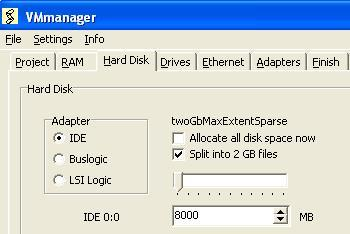 VMmanager
File Settings Info
Project RAM Hard Disk Drives Ethernet Adapters Finish
Hard Disk
Adapter
IDE
Buslogic
LSI Logic
twoGbMaxExtentSparse
Allocate all disk space now
Split into 2 GB files
IDE 0:0 8000 MB